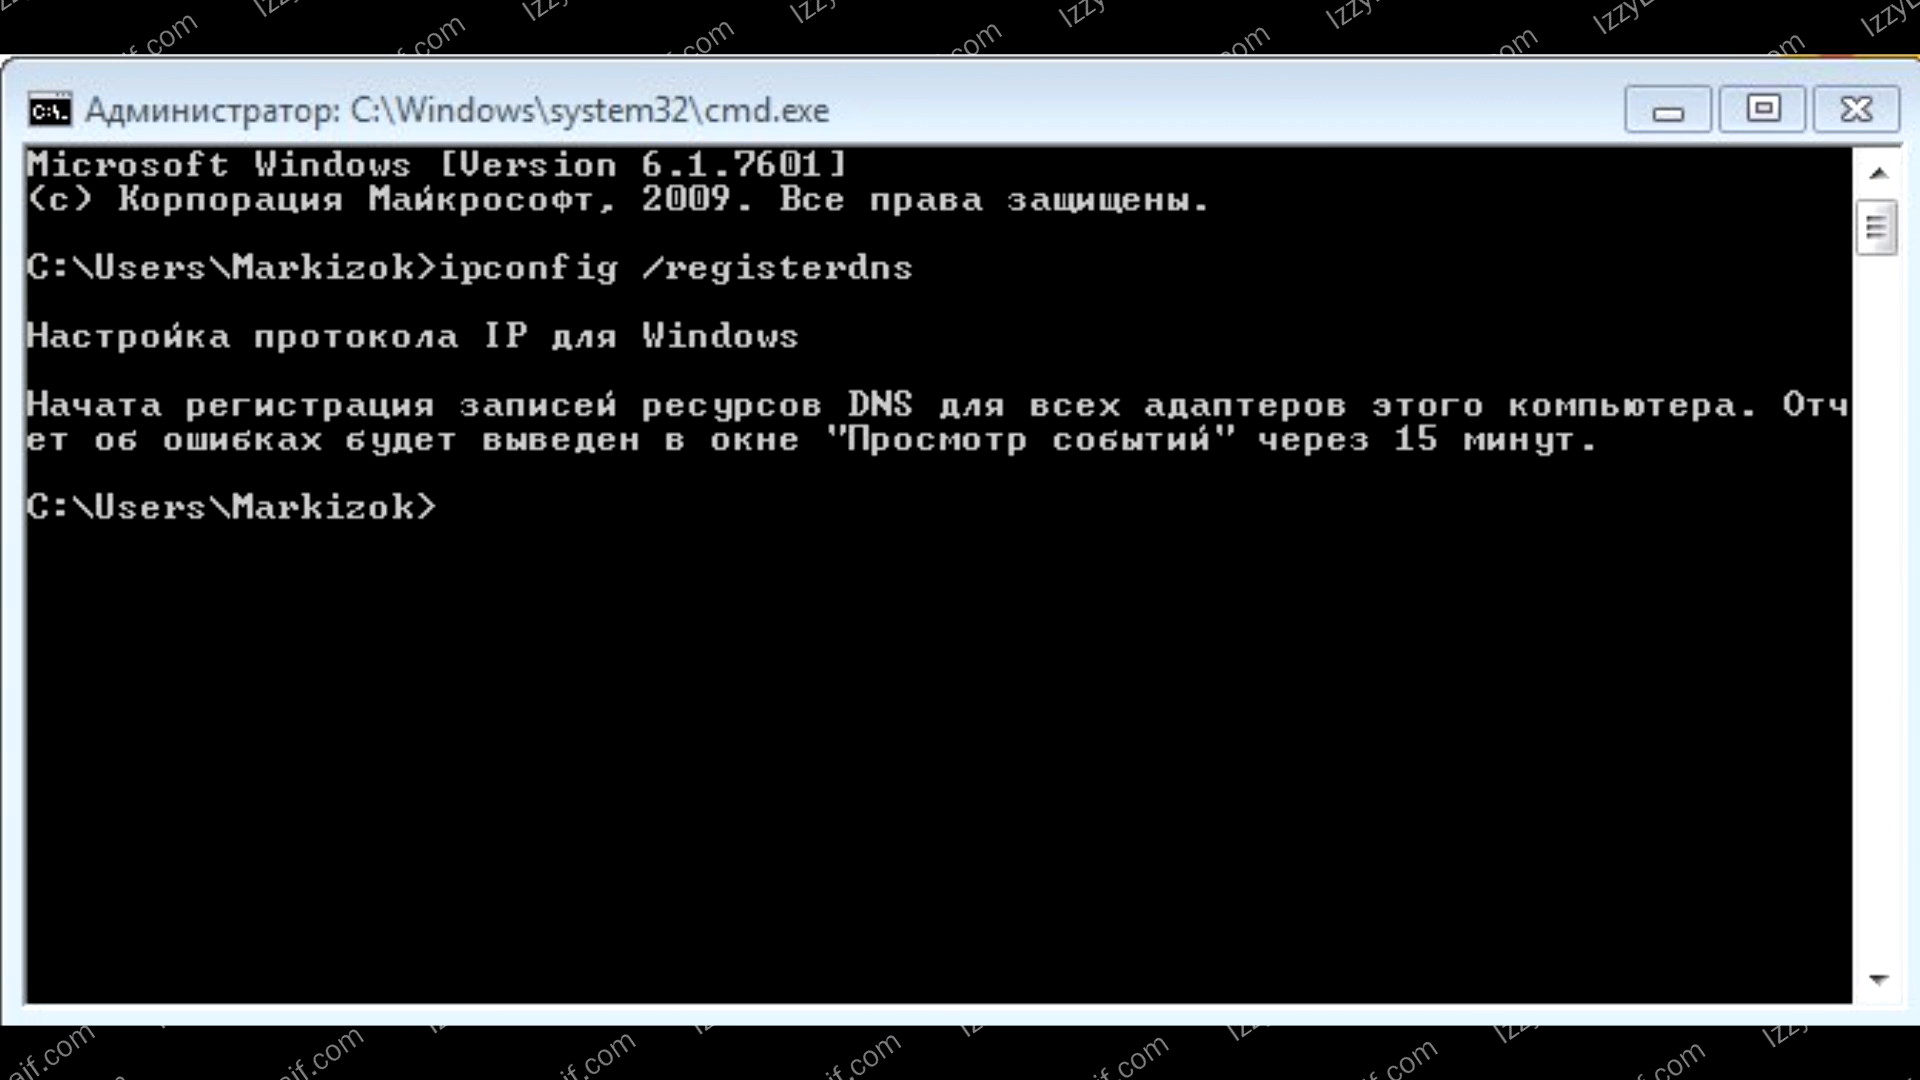 Администратор: C:\Windows\system32\cmd.exe
Microsoft Windows [Version 6.1.7601]
(c) Корпорация Майкрософт, 2009. Все права защищены.
C:\Users\Markizok>ipconfig /registerdns
Настройка протокола IP для Windows
Начата регистрация записей ресурсов DNS для всех адаптеров этого компьютера. Отч
ет об ошибках будет выведен в окне "Просмотр событий" через 15 минут.
C:\Users\Markizok>